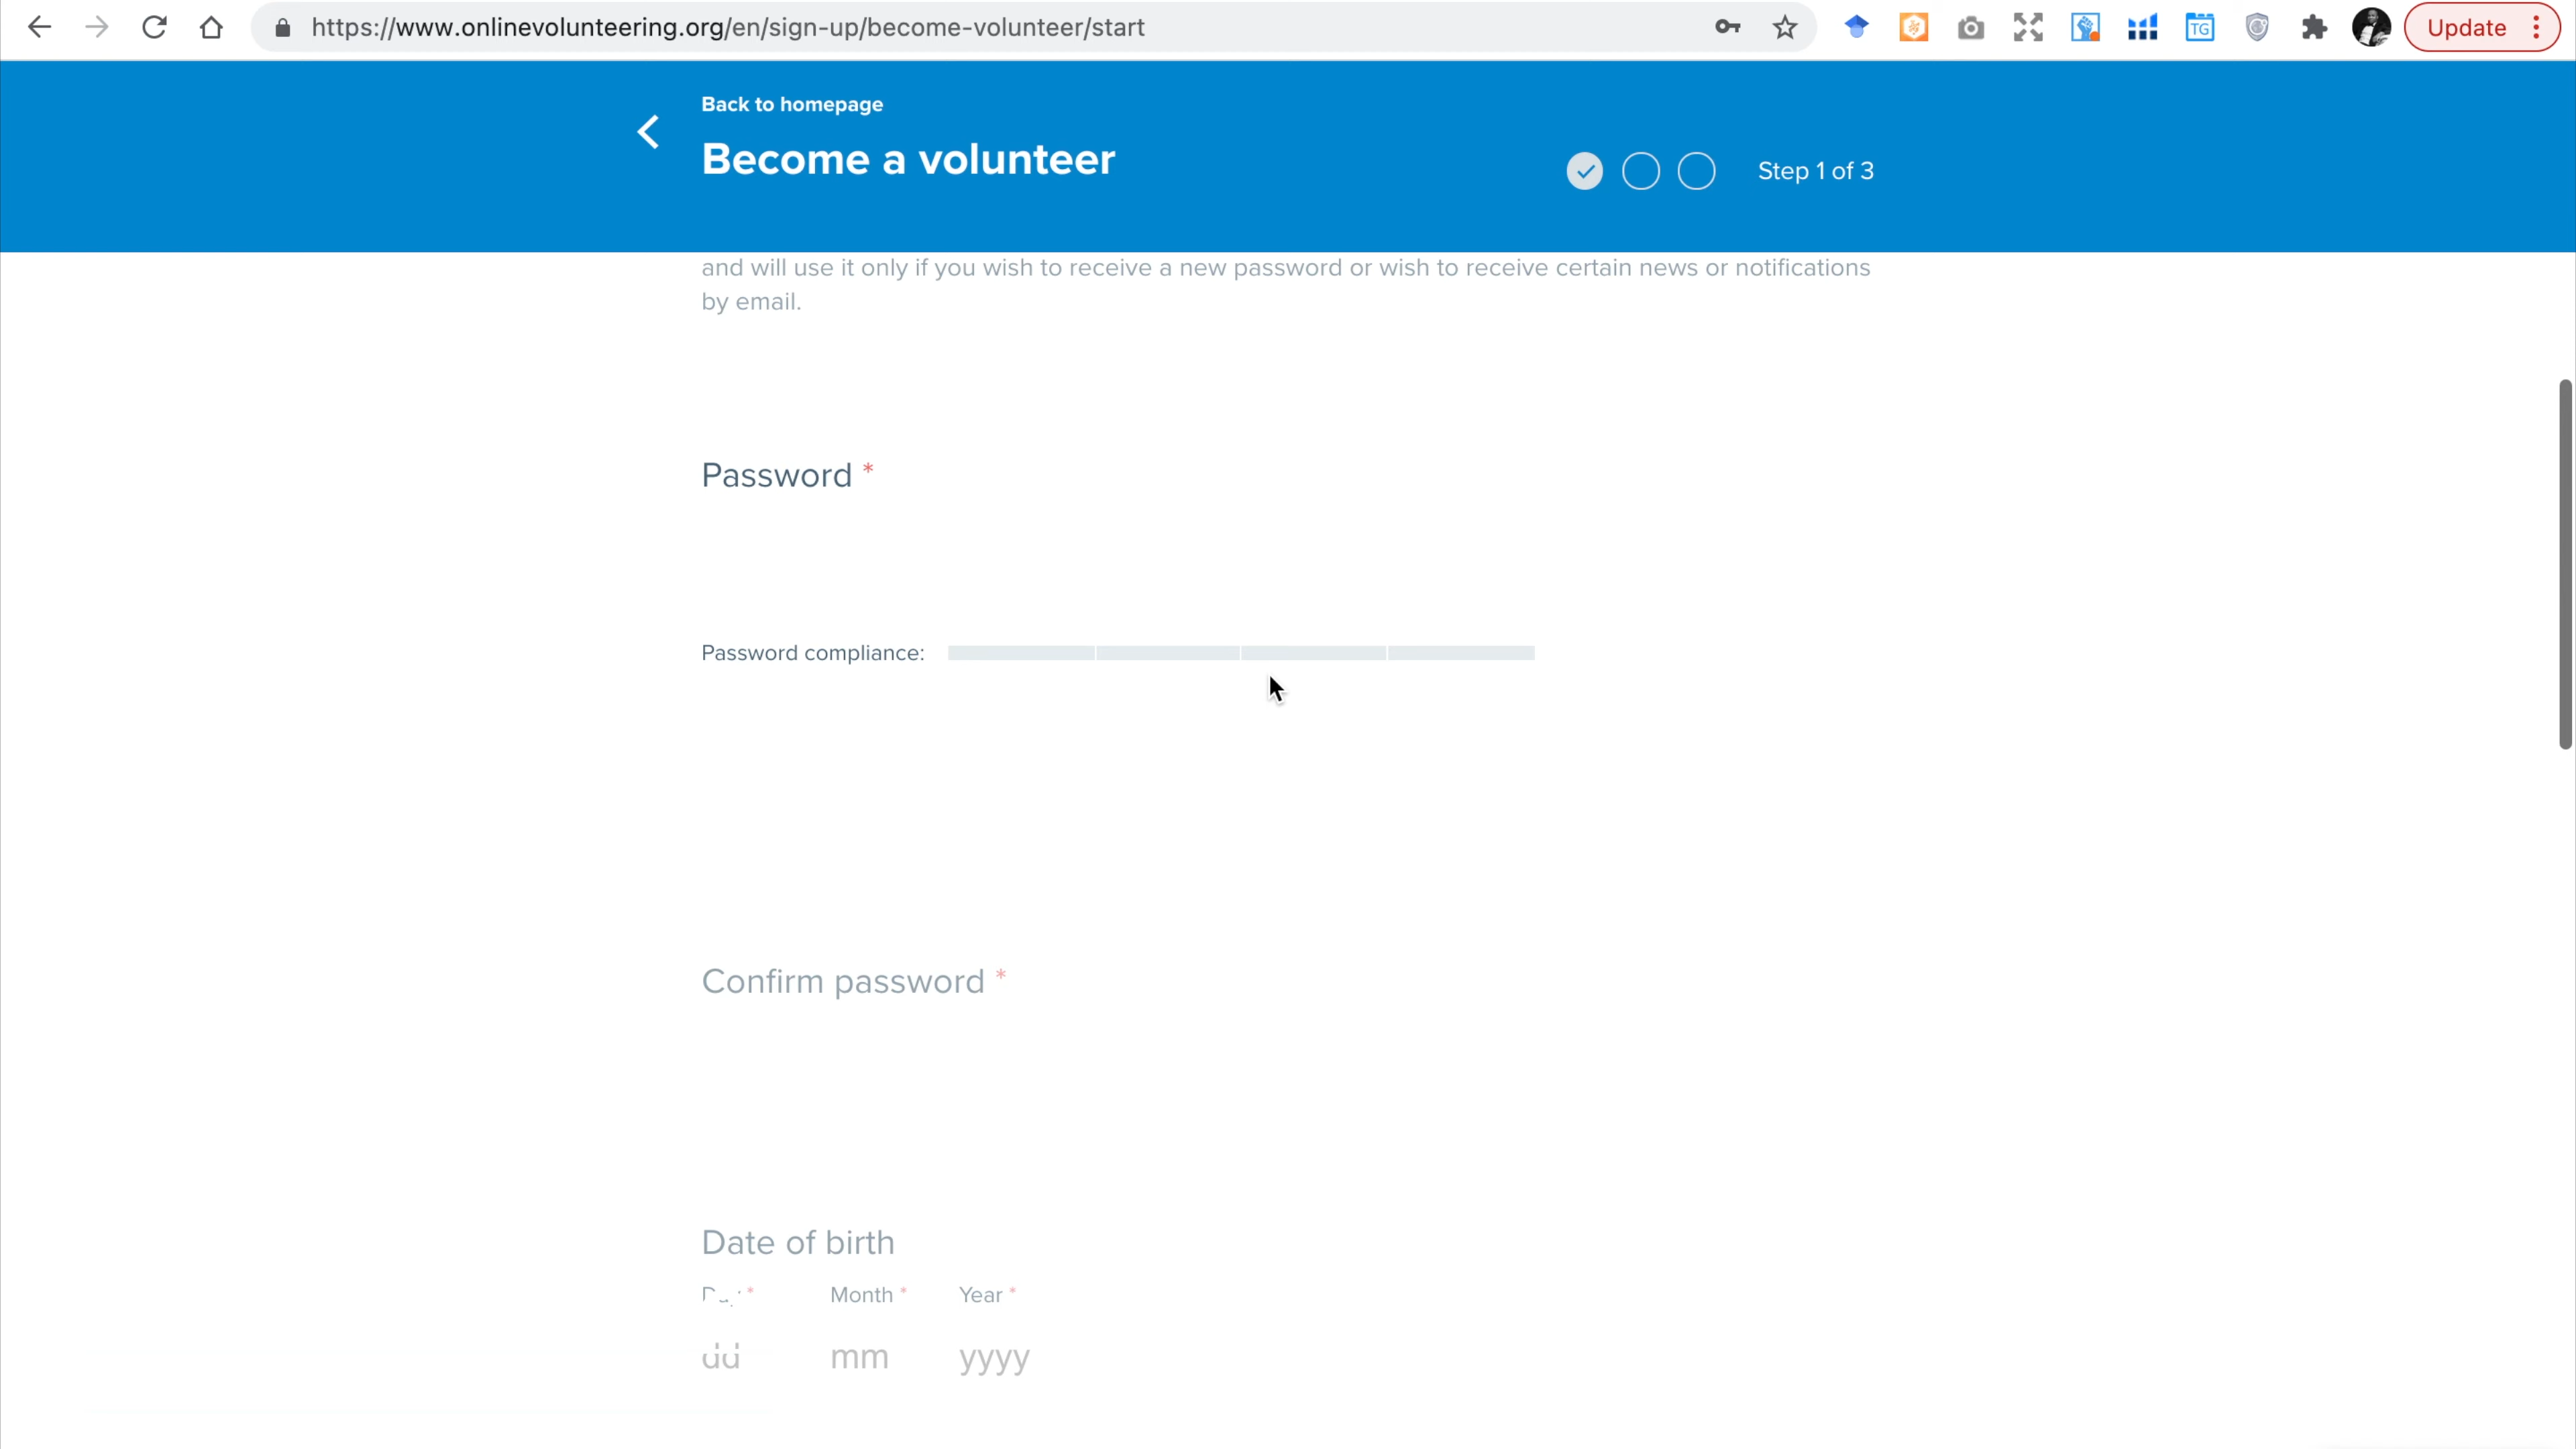 https://www.onlinevolunteering.org/en/sign-up/become-volunteer/start
TG
Update
Back to homepage
Become a volunteer
Step 1 of 3
and will use it only if you wish to receive a new password or wish to receive certain news or notifications
by email.
Password *
Password compliance:
Confirm password *
Date of birth
Month * Year *
dd mm yyyy